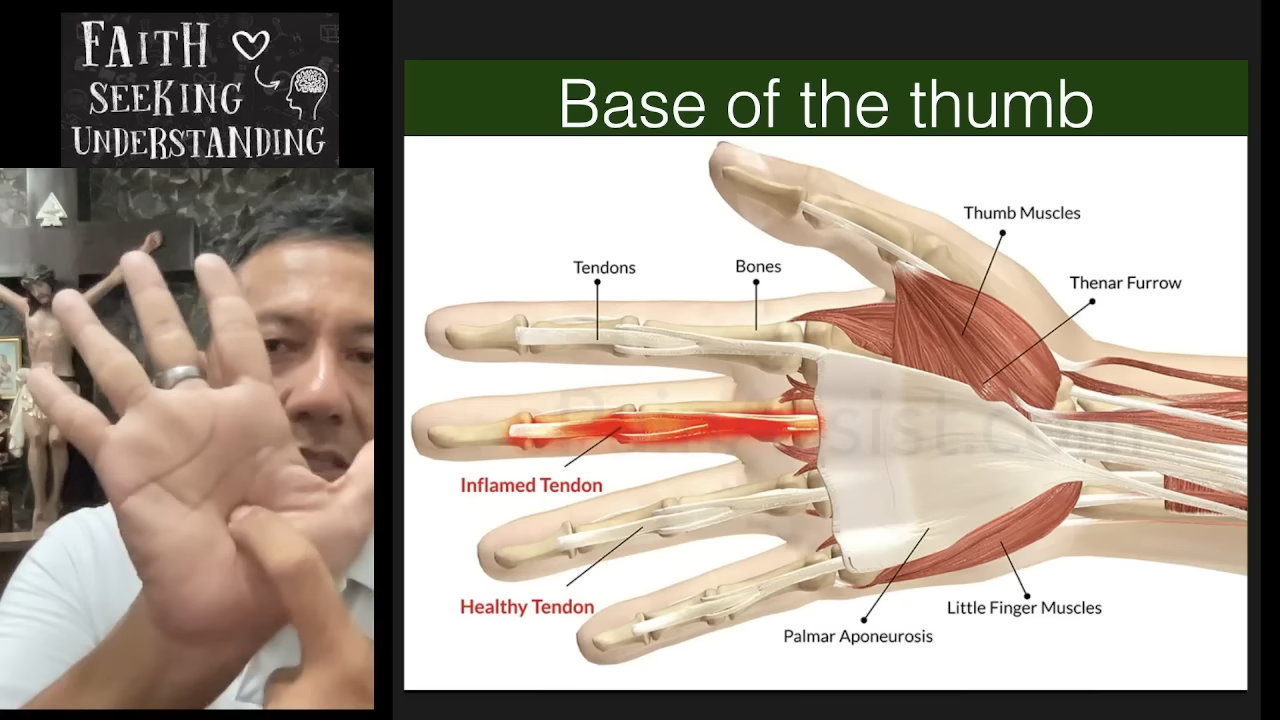 FAITH
SEEKING
UNDERSTANDING
Base of the thumb
Thumb Muscles
Tendons
Bones
Thenar Furrow
Inflamed Tendon
Healthy Tendon
Little Finger Muscles
Palmar Aponeurosis